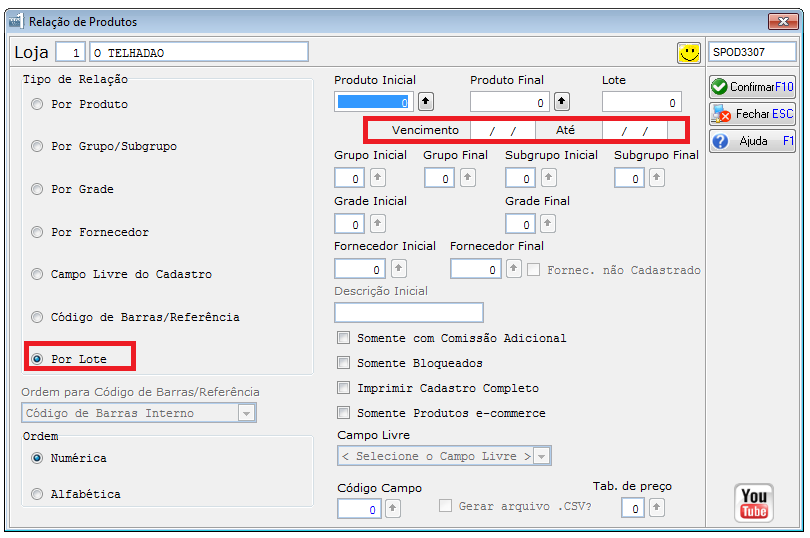 Relação de Produtos
Loja 1 O TELHADAO SPOD3307
Tipo de Relação
Por Produto
Por Grupo/Subgrupo
Por Grade
Por Fornecedor
Campo Livre do Cadastro
Código de Barras/Referência
Por Lote
Ordem para Código de Barras/Referência
Código de Barras Interno
Ordem
Numérica
Alfabética
Produto Inicial Produto Final Lote
0 0 0
Vencimento / / Até / /
Grupo Inicial Grupo Final Subgrupo Inicial Subgrupo Final
0 0 0 0
Grade Inicial Grade Final
0 0
Fornecedor Inicial Fornecedor Final
0 0 Fornec. não Cadastrado
Descrição Inicial
Somente com Comissão Adicional
Somente Bloqueados
Imprimir Cadastro Completo
Somente Produtos e-commerce
Campo Livre
< Selecione o Campo Livre >
Código Campo Tab. de preço
0 Gerar arquivo .CSV? 0
Confirmar F10
Fechar ESC
Ajuda F1
You
Tube